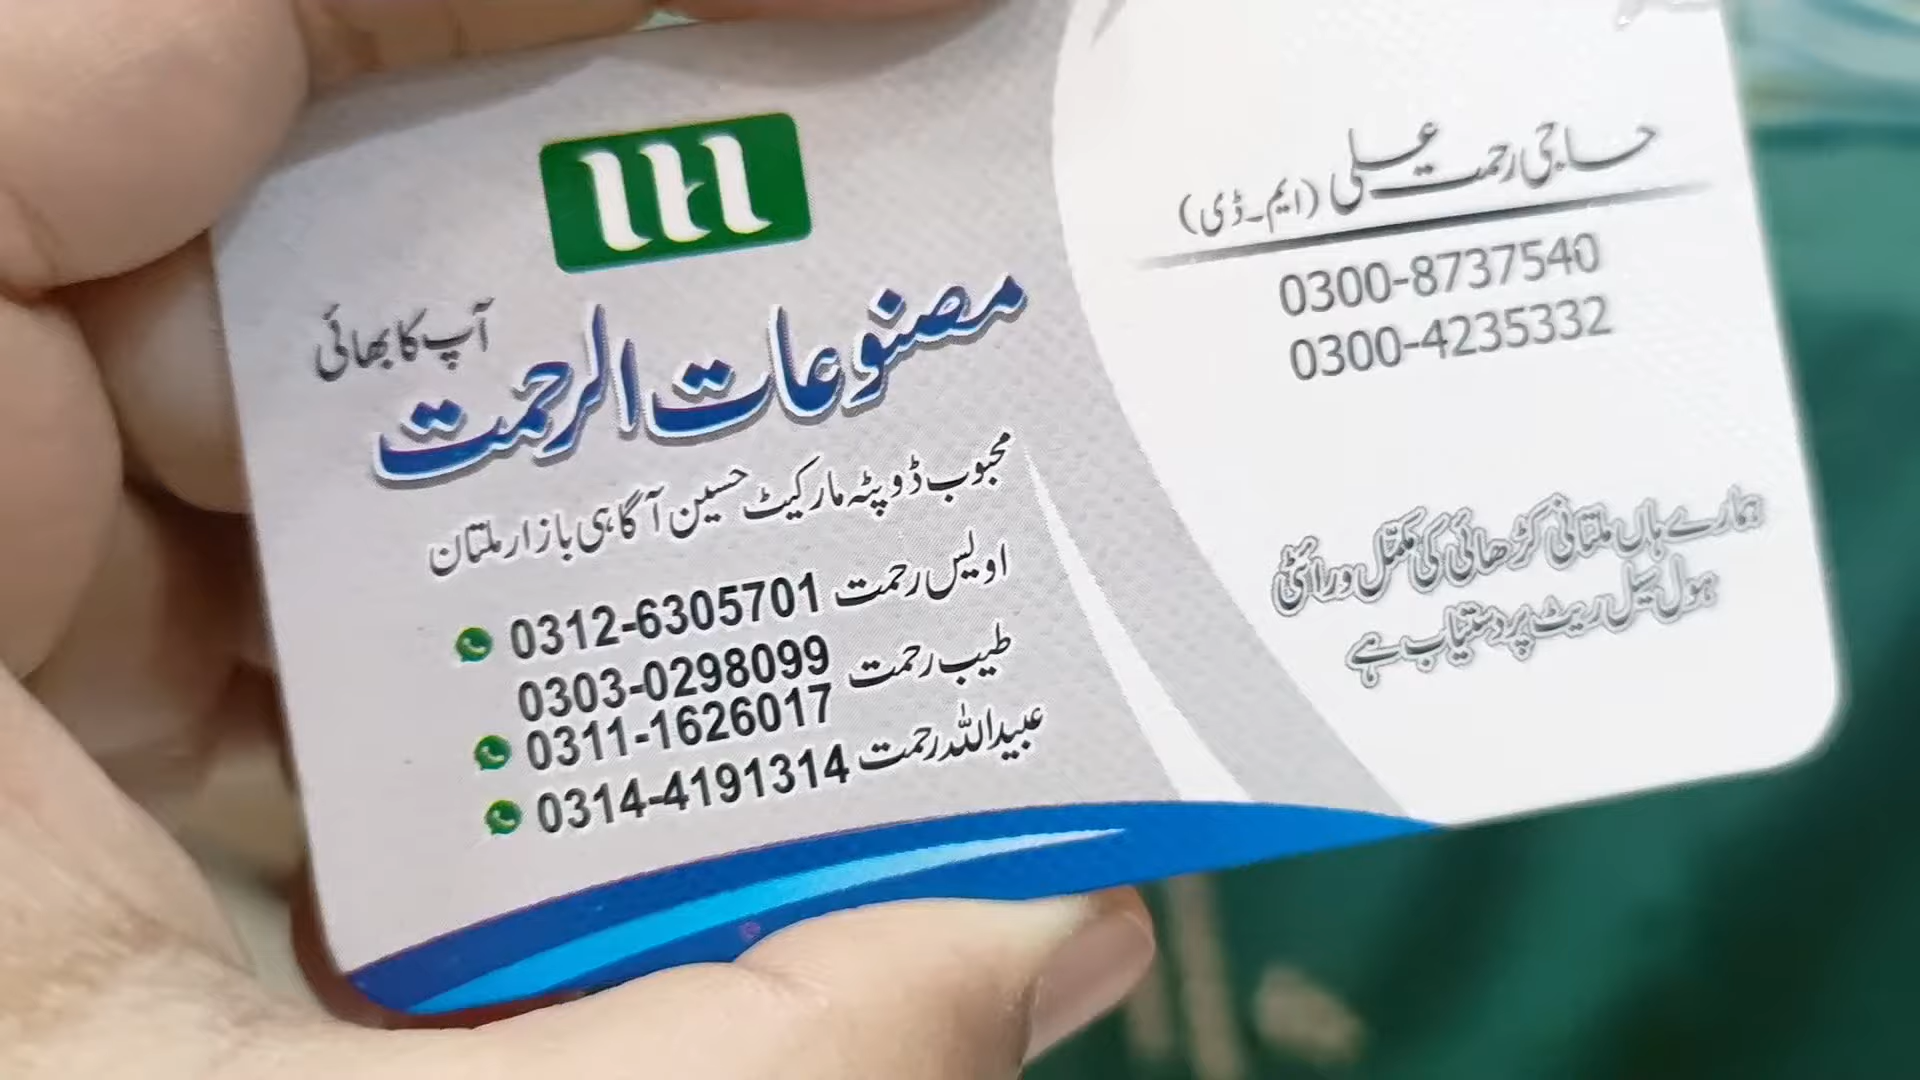 حاجی رحمت علی (ایم۔ڈی)
0300-8737540
0300-4235332
ہمارے ہاں ملتانی کڑھائی کی مکمل ورائٹی
ہول سیل ریٹ پر دستیاب ہے
آپ کا بھائی
مصنوعات الرحمت
محبوب ڈوپٹہ مارکیٹ حسین آگاہی بازار ملتان
اویس رحمت 0312-6305701
طیب رحمت 0303-0298099
0311-1626017
عبیداللہ رحمت 0314-4191314